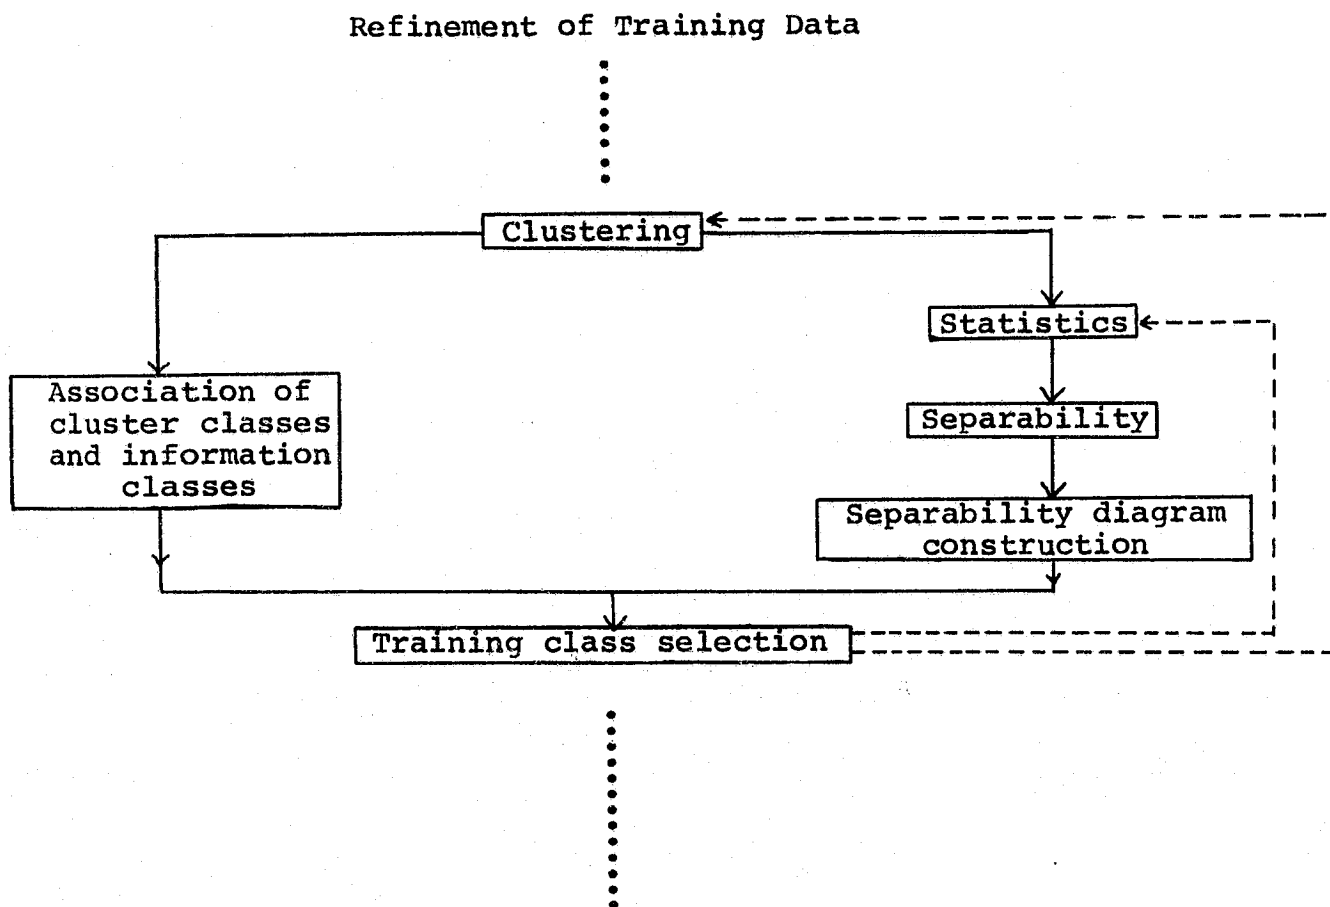 Refinement of Training Data
Clustering
Statistics
Association of
cluster classes
and information
classes
Separability
Separability diagram
construction
Training class selection